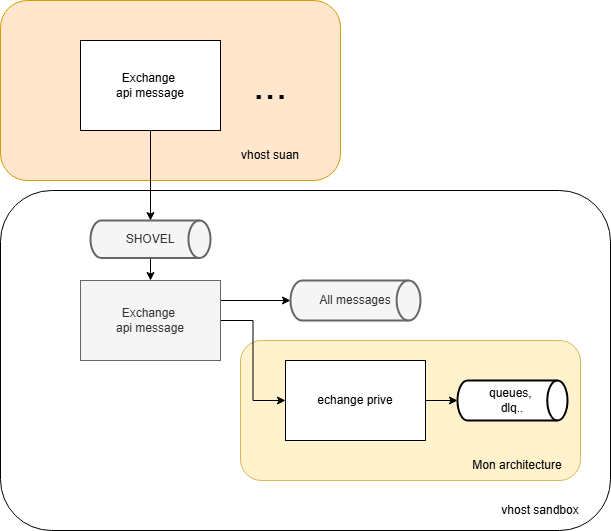 Exchange
api message
...
vhost suan
SHOVEL
Exchange
api message
All messages
echange prive
queues,
dlq..
Mon architecture
vhost sandbox